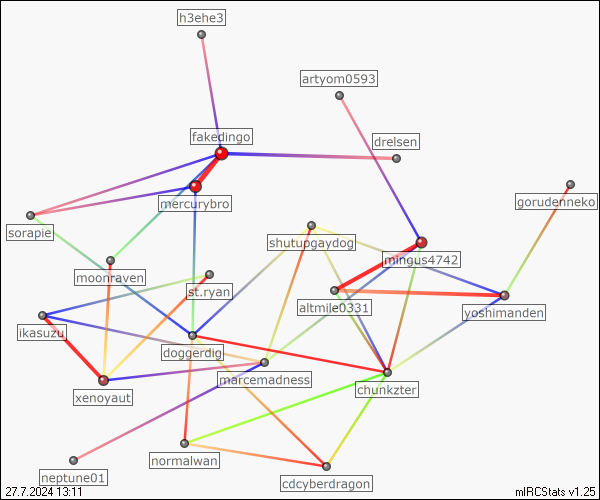 h3ehe3
artyom0593
fakedingo
drelsen
mercurybro
gorudenneko
sorapie
shutupgaydog
mingus4742
moonraven
st.ryan
altmile0331
yoshimanden
ikasuzu
doggerdig
marcemadness
chunkzter
xenoyaut
normalwan
neptune01
cdcyberdragon
27.7.2024 13:11
mIRCStats v1.25